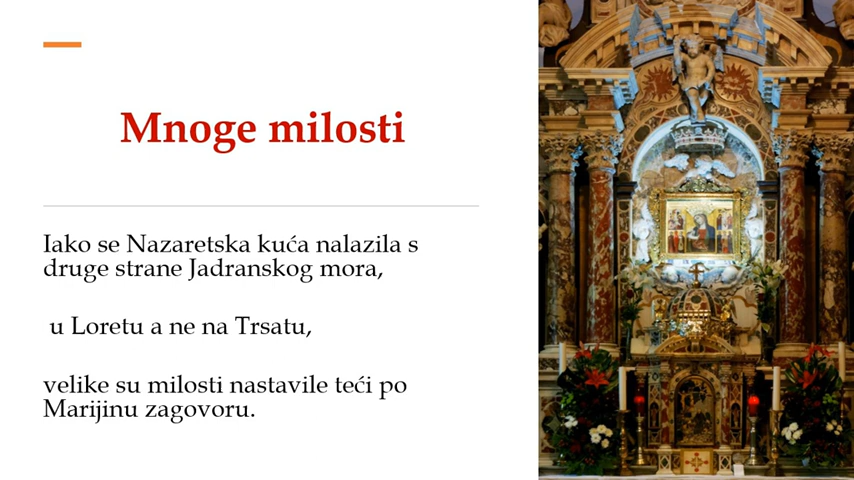 Mnoge milosti
Iako se Nazaretska kuća nalazila s
druge strane Jadranskog mora,
u Loretu a ne na Trsatu,
velike su milosti nastavile teći po
Marijinu zagovoru.